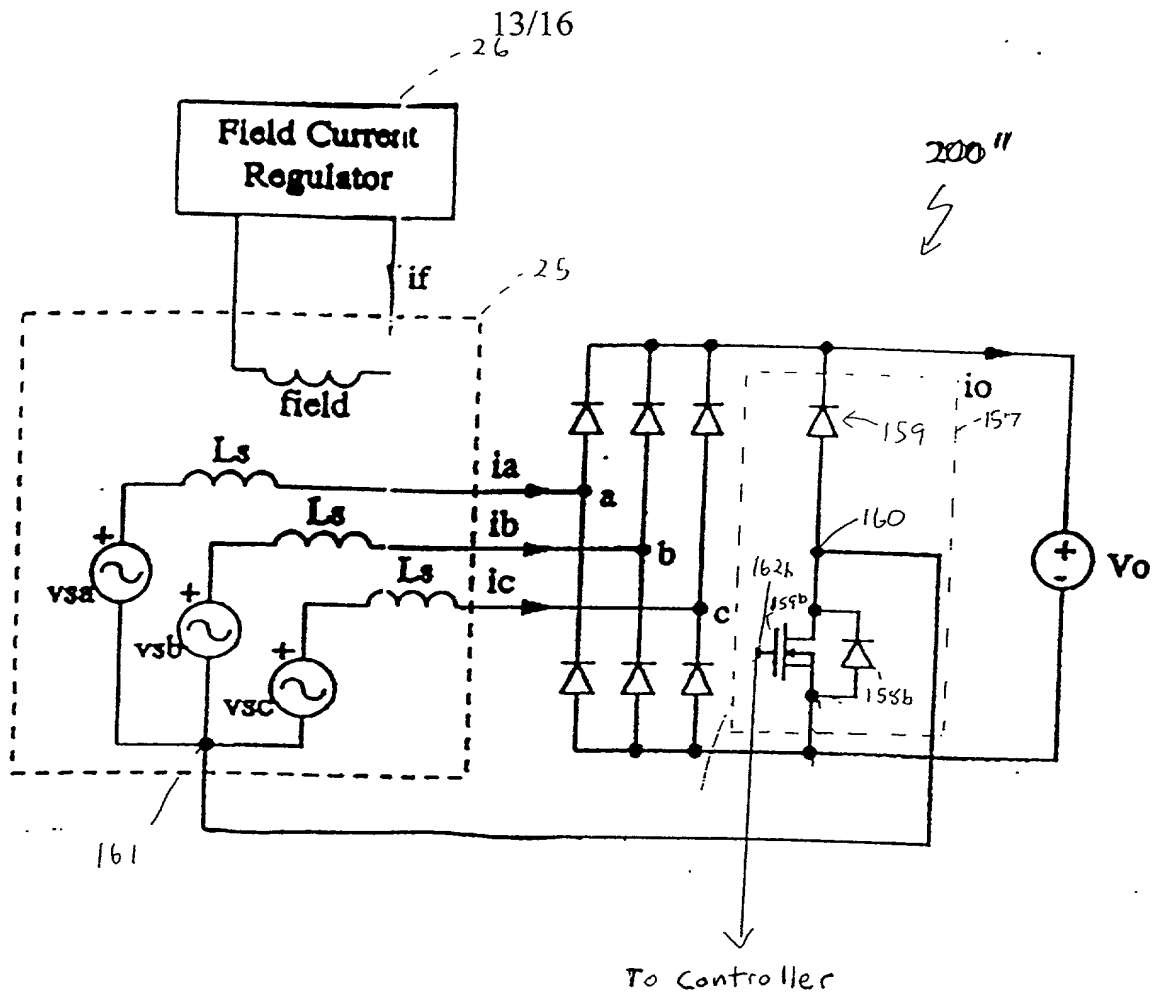 13/16
26
Field Current
Regulator
200"
25
if
field
io
157
159
Ls
ia
a
Ls
ib
b
160
Ls
ic
c
+
vsa
+
vsb
+
vsc
162b
159b
158b
+
-
Vo
161
To Controller